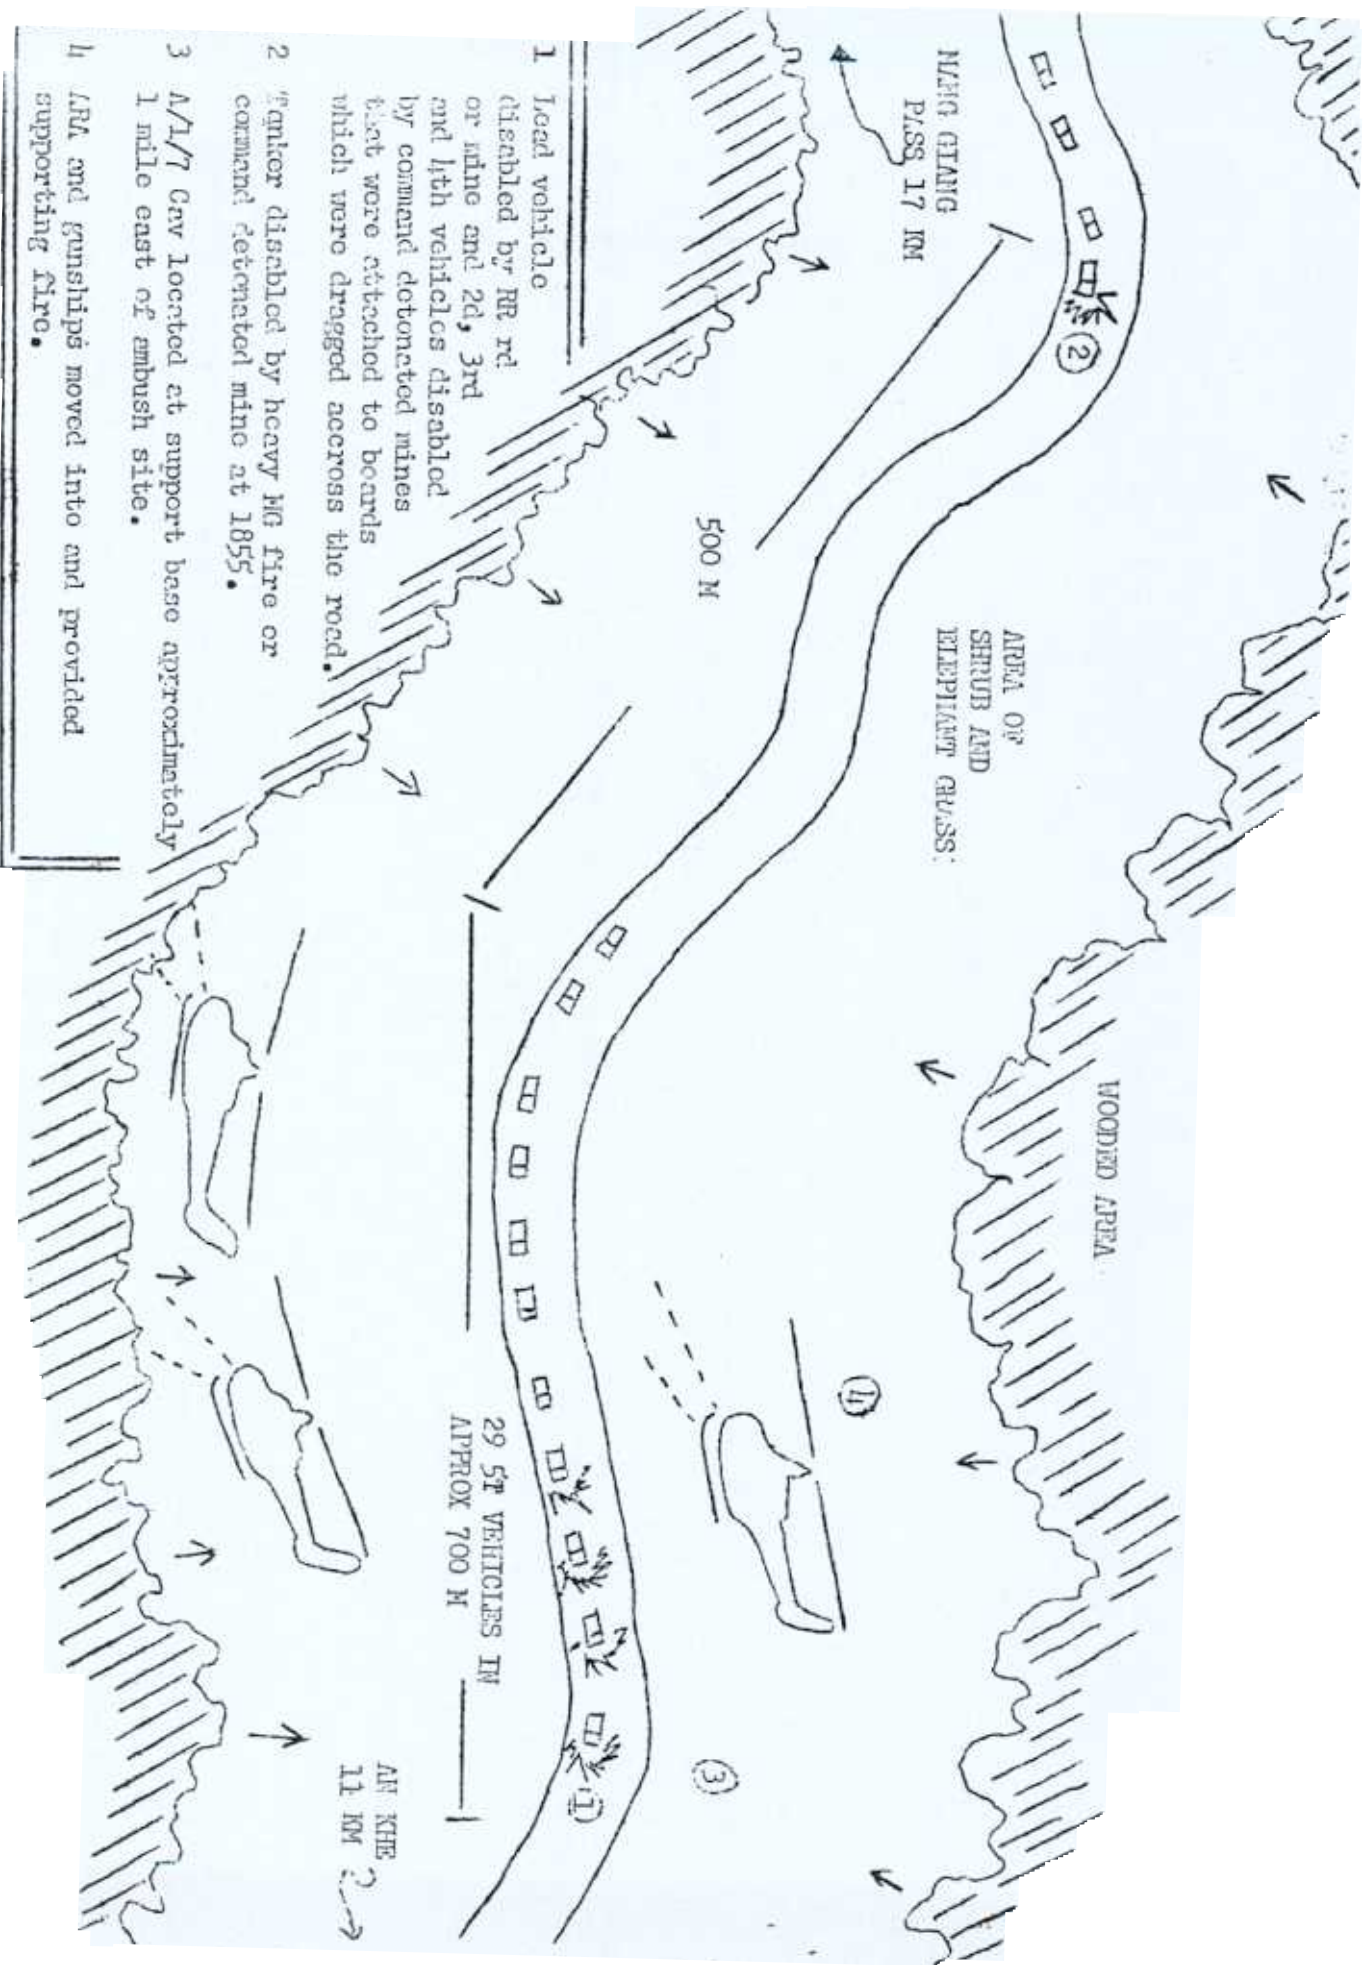 MANG GIANG
PASS 17 KM
②
500 M
AREA OF
SHRUB AND
ELEPHANT GRASS
WOODED AREA
④
29 5T VEHICLES IN
APPROX 700 M
③
①
AN KHE
11 KM
1 Lead vehicle
disabled by RR rd
or mine and 2d, 3rd
and 4th vehicles disabled
by command detonated mines
that were attached to boards
which were dragged accross the road.
2 Tanker disabled by heavy MG fire or
command detonated mine at 1855.
3 A/1/7 Cav located at support base approximately
1 mile east of ambush site.
4 ARA and gunships moved into and provided
supporting fire.